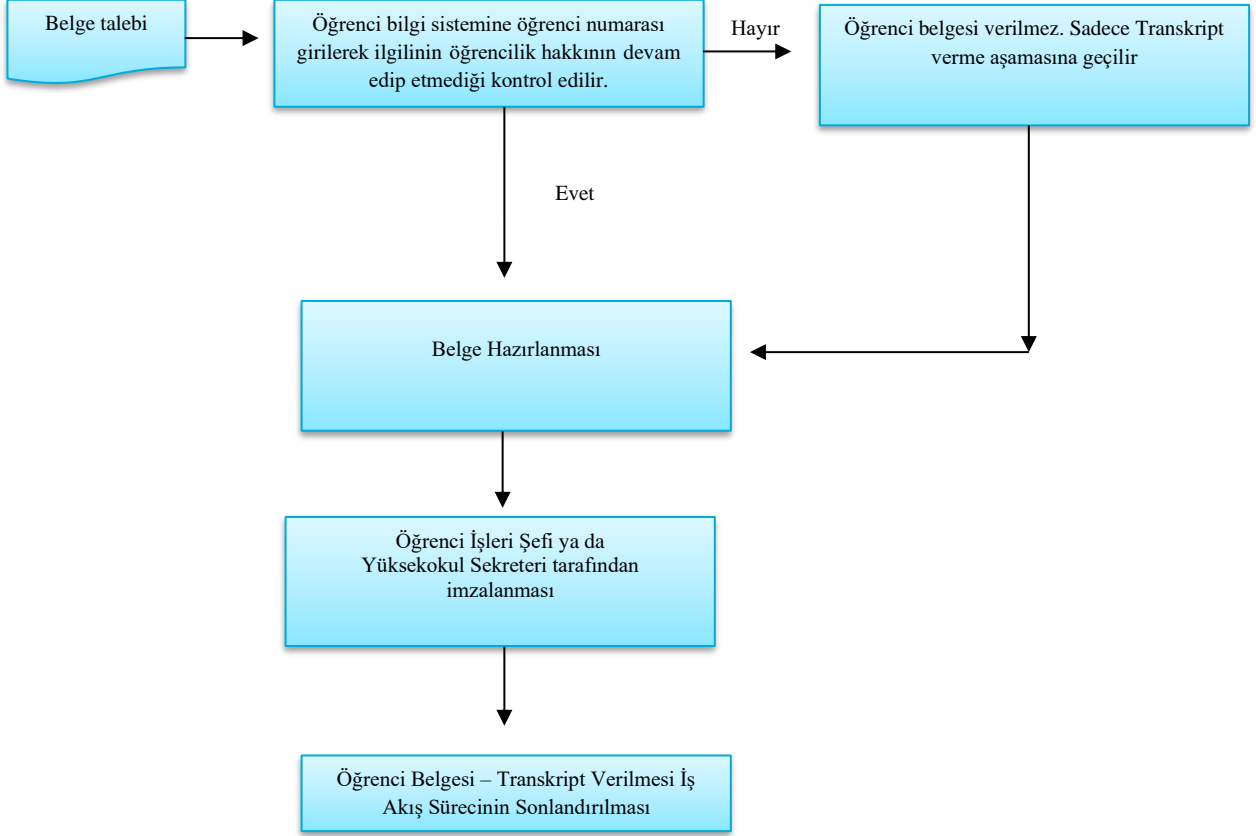 Belge talebi
Öğrenci bilgi sistemine öğrenci numarası
girilerek ilgilinin öğrencilik hakkının devam
edip etmediği kontrol edilir.
Hayır
Öğrenci belgesi verilmez. Sadece Transkript
verme aşamasına geçilir
Evet
Belge Hazırlanması
Öğrenci İşleri Şefi ya da
Yüksekokul Sekreteri tarafından
imzalanması
Öğrenci Belgesi – Transkript Verilmesi İş
Akış Sürecinin Sonlandırılması